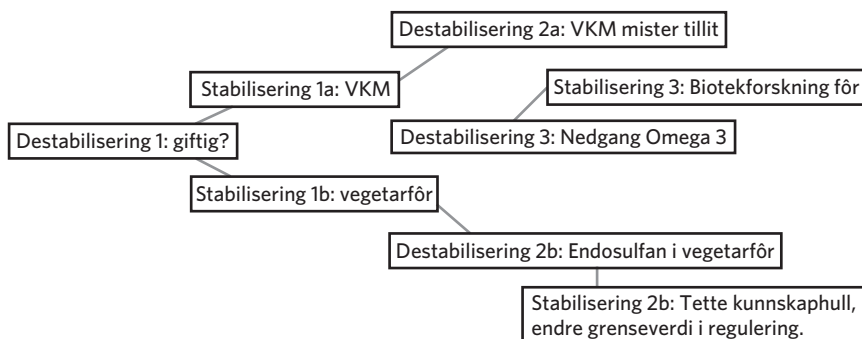 Destabilisering 2a: VKM mister tillit
Stabilisering 1a: VKM
Stabilisering 3: Biotekforskning fôr
Destabilisering 1: giftig?
Destabilisering 3: Nedgang Omega 3
Stabilisering 1b: vegetarfôr
Destabilisering 2b: Endosulfan i vegetarfôr
Stabilisering 2b: Tette kunnskaphull,
endre grenseverdi i regulering.